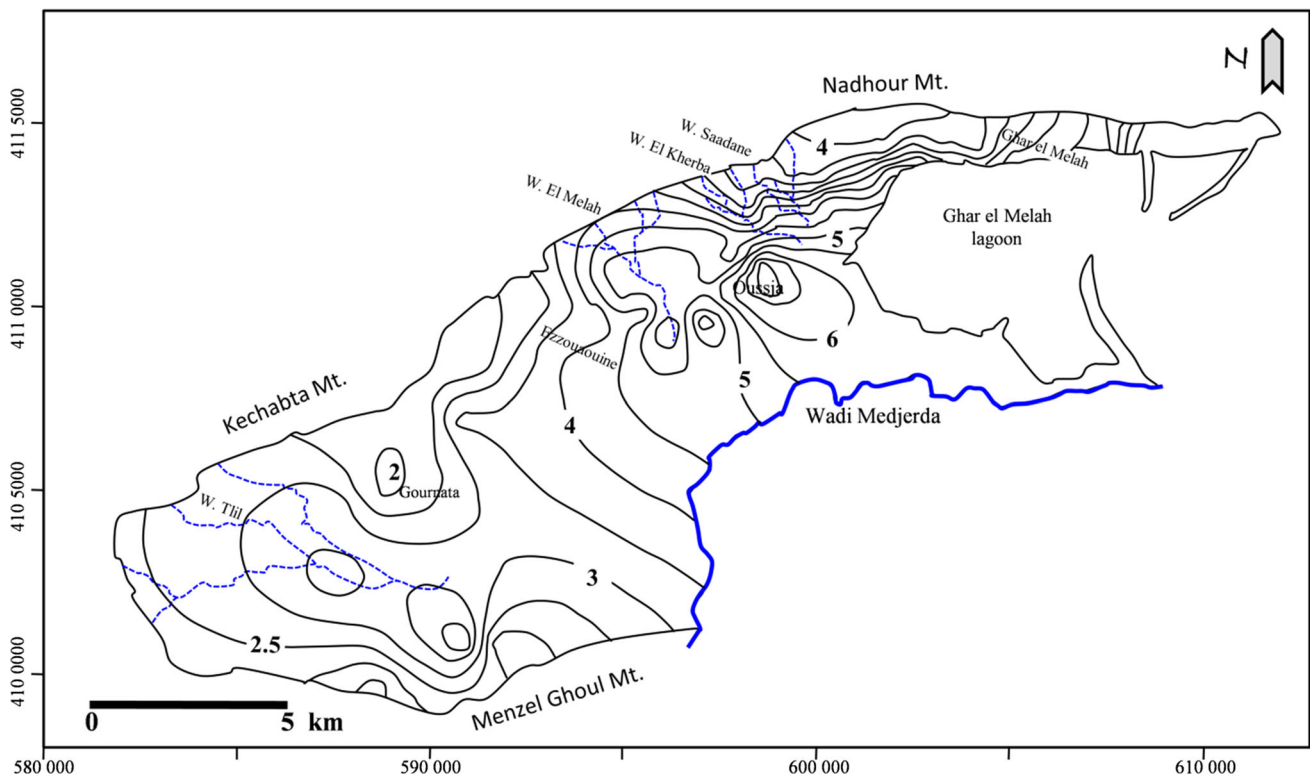 N
Nadhour Mt.
411 5000
W. Saadane
4
Ghar el Melah
W. El Kherba
W. El Melah
Ghar el Melah
lagoon
5
Oussja
411 0000
6
Ezzouaouine
5
Kechabta Mt.
Wadi Medjerda
4
2
Gournata
410 5000
W. Tlil
3
2.5
410 0000
Menzel Ghoul Mt.
0 5 km
580 000 590 000 600 000 610 000